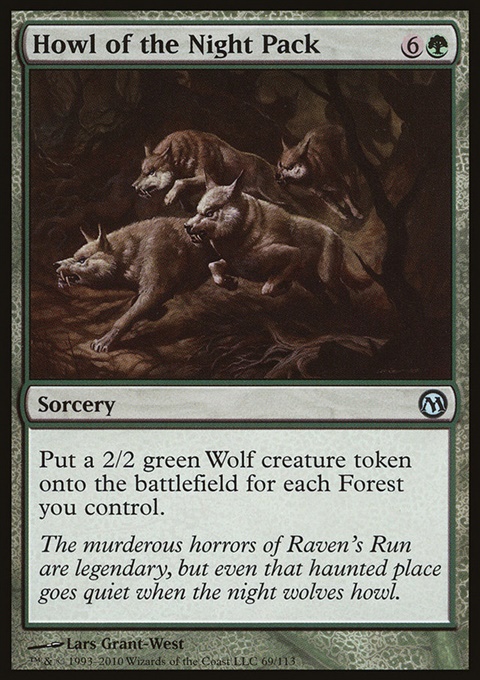 Howl of the Night Pack 6
Sorcery
Put a 2/2 green Wolf creature token
onto the battlefield for each Forest
you control.
The murderous horrors of Raven's Run
are legendary, but even that haunted place
goes quiet when the night wolves howl.
Lars Grant-West
™ & © 1993–2010 Wizards of the Coast LLC 69/113